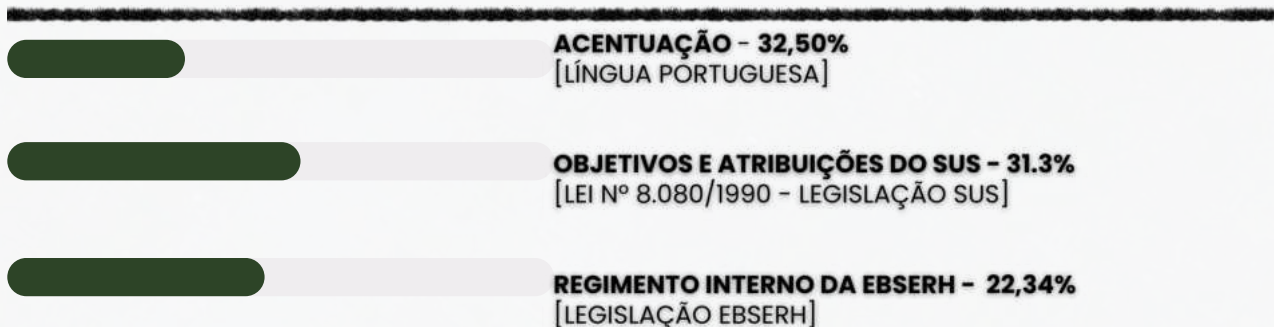 ACENTUAÇÃO - 32,50%
[LÍNGUA PORTUGUESA]
OBJETIVOS E ATRIBUIÇÕES DO SUS - 31.3%
[LEI Nº 8.080/1990 - LEGISLAÇÃO SUS]
REGIMENTO INTERNO DA EBSERH - 22,34%
[LEGISLAÇÃO EBSERH]